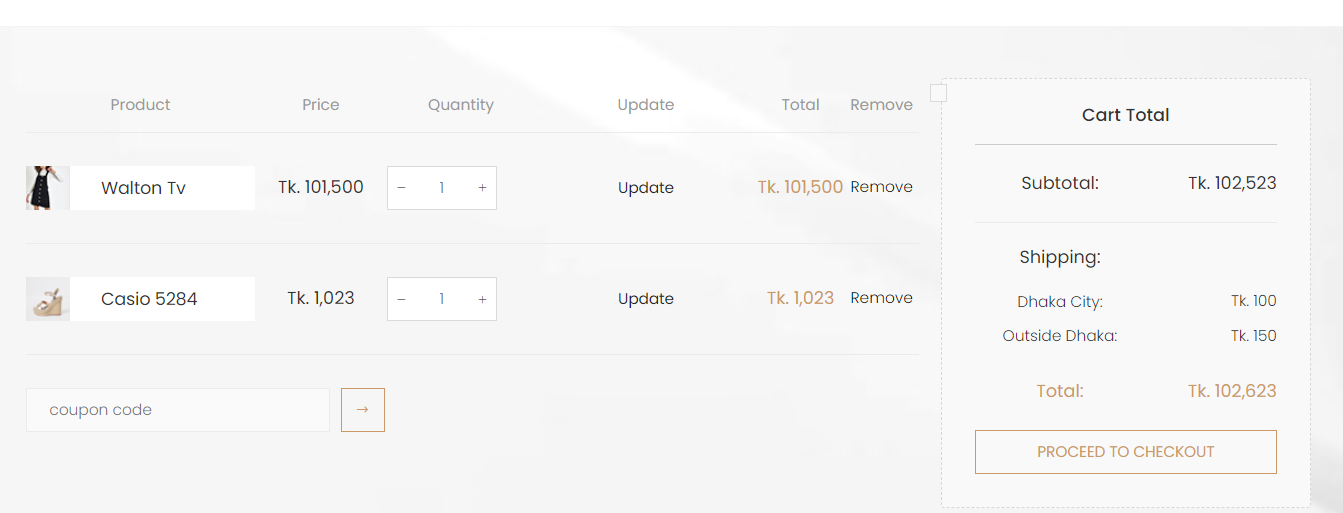 Product Price Quantity Update Total Remove
Walton Tv Tk. 101,500 − 1 + Update Tk. 101,500 Remove
Casio 5284 Tk. 1,023 − 1 + Update Tk. 1,023 Remove
coupon code →
Cart Total
Subtotal: Tk. 102,523
Shipping:
Dhaka City: Tk. 100
Outside Dhaka: Tk. 150
Total: Tk. 102,623
PROCEED TO CHECKOUT